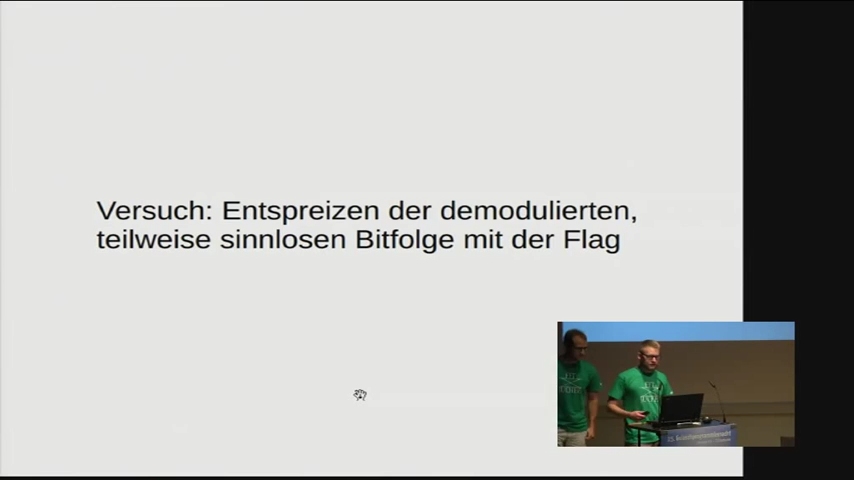 Versuch: Entspreizen der demodulierten,
teilweise sinnlosen Bitfolge mit der Flag